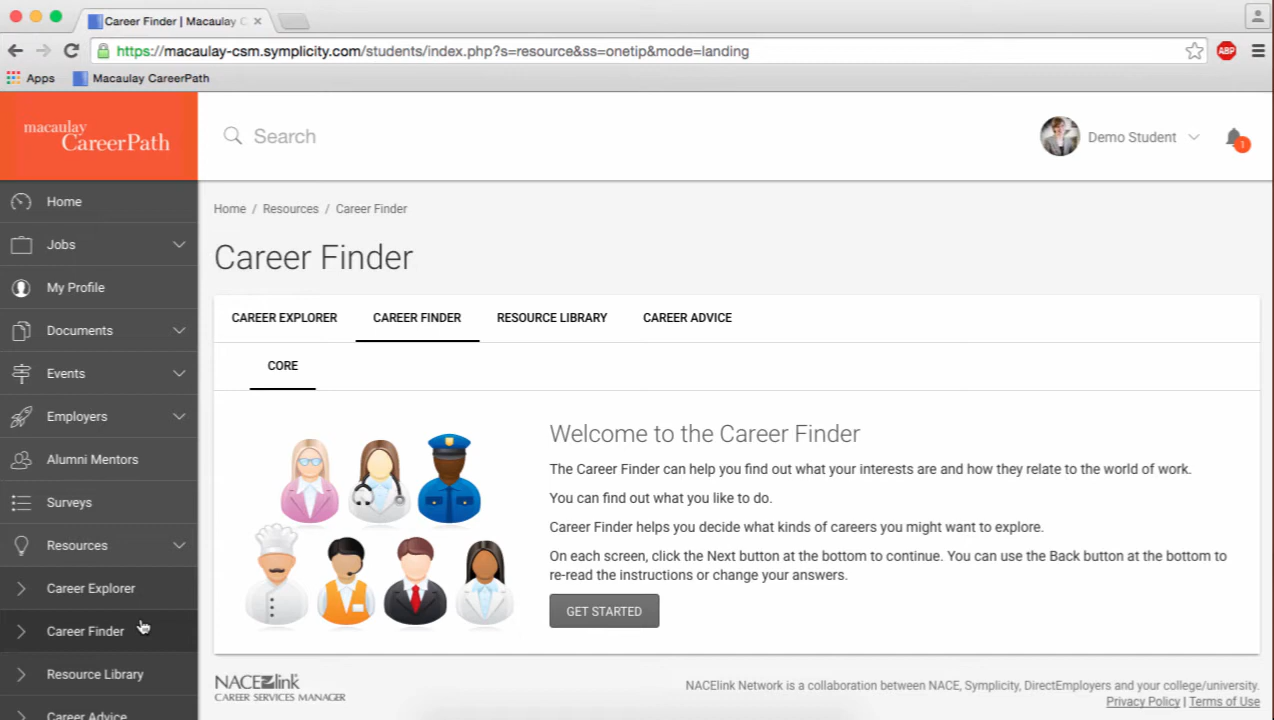 Career Finder | Macaulay C
https://macaulay-csm.symplicity.com/students/index.php?s=resource&ss=onetip&mode=landing
ABP
Apps
Macaulay CareerPath
macaulay
CareerPath
Search
Demo Student
1
Home
Jobs
My Profile
Documents
Events
Employers
Alumni Mentors
Surveys
Resources
Career Explorer
Career Finder
Resource Library
Career Advice
Home / Resources / Career Finder
Career Finder
CAREER EXPLORER CAREER FINDER RESOURCE LIBRARY CAREER ADVICE
CORE
Welcome to the Career Finder
The Career Finder can help you find out what your interests are and how they relate to the world of work.
You can find out what you like to do.
Career Finder helps you decide what kinds of careers you might want to explore.
On each screen, click the Next button at the bottom to continue. You can use the Back button at the bottom to
re-read the instructions or change your answers.
GET STARTED
NACElink
CAREER SERVICES MANAGER
NACElink Network is a collaboration between NACE, Symplicity, DirectEmployers and your college/university.
Privacy Policy | Terms of Use